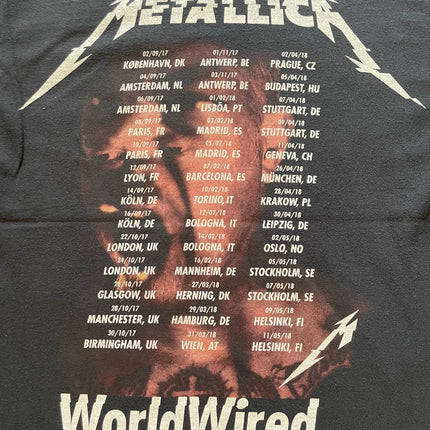 METALLICA
02/09/17
KØBENHAVN, DK
04/09/17
AMSTERDAM, NL
06/09/17
AMSTERDAM, NL
08/09/17
PARIS, FR
10/09/17
PARIS, FR
12/09/17
LYON, FR
14/09/17
KÖLN, DE
16/09/17
KÖLN, DE
22/10/17
LONDON, UK
24/10/17
LONDON, UK
26/10/17
GLASGOW, UK
28/10/17
MANCHESTER, UK
30/10/17
BIRMINGHAM, UK
01/11/17
ANTWERP, BE
03/11/17
ANTWERP, BE
01/02/18
LISBOA, PT
03/02/18
MADRID, ES
05/02/18
MADRID, ES
07/02/18
BARCELONA, ES
10/02/18
TORINO, IT
12/02/18
BOLOGNA, IT
14/02/18
BOLOGNA, IT
16/02/18
MANNHEIM, DE
27/03/18
HERNING, DK
29/03/18
HAMBURG, DE
31/03/18
WIEN, AT
02/04/18
PRAGUE, CZ
05/04/18
BUDAPEST, HU
07/04/18
STUTTGART, DE
09/04/18
STUTTGART, DE
11/04/18
GENEVA, CH
26/04/18
MÜNCHEN, DE
28/04/18
KRAKOW, PL
30/04/18
LEIPZIG, DE
02/05/18
OSLO, NO
05/05/18
STOCKHOLM, SE
07/05/18
STOCKHOLM, SE
09/05/18
HELSINKI, FI
11/05/18
HELSINKI, FI
M
WorldWired